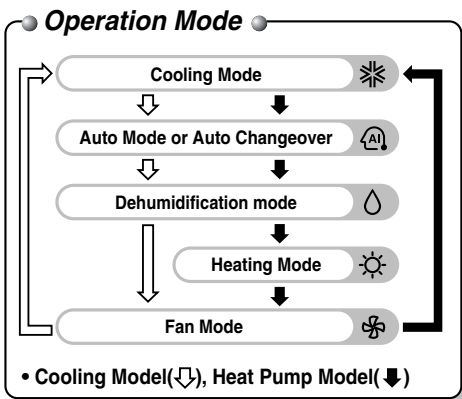 Operation Mode
Cooling Mode
Auto Mode or Auto Changeover
AI
Dehumidification mode
Heating Mode
Fan Mode
• Cooling Model(⇩), Heat Pump Model(⬇)